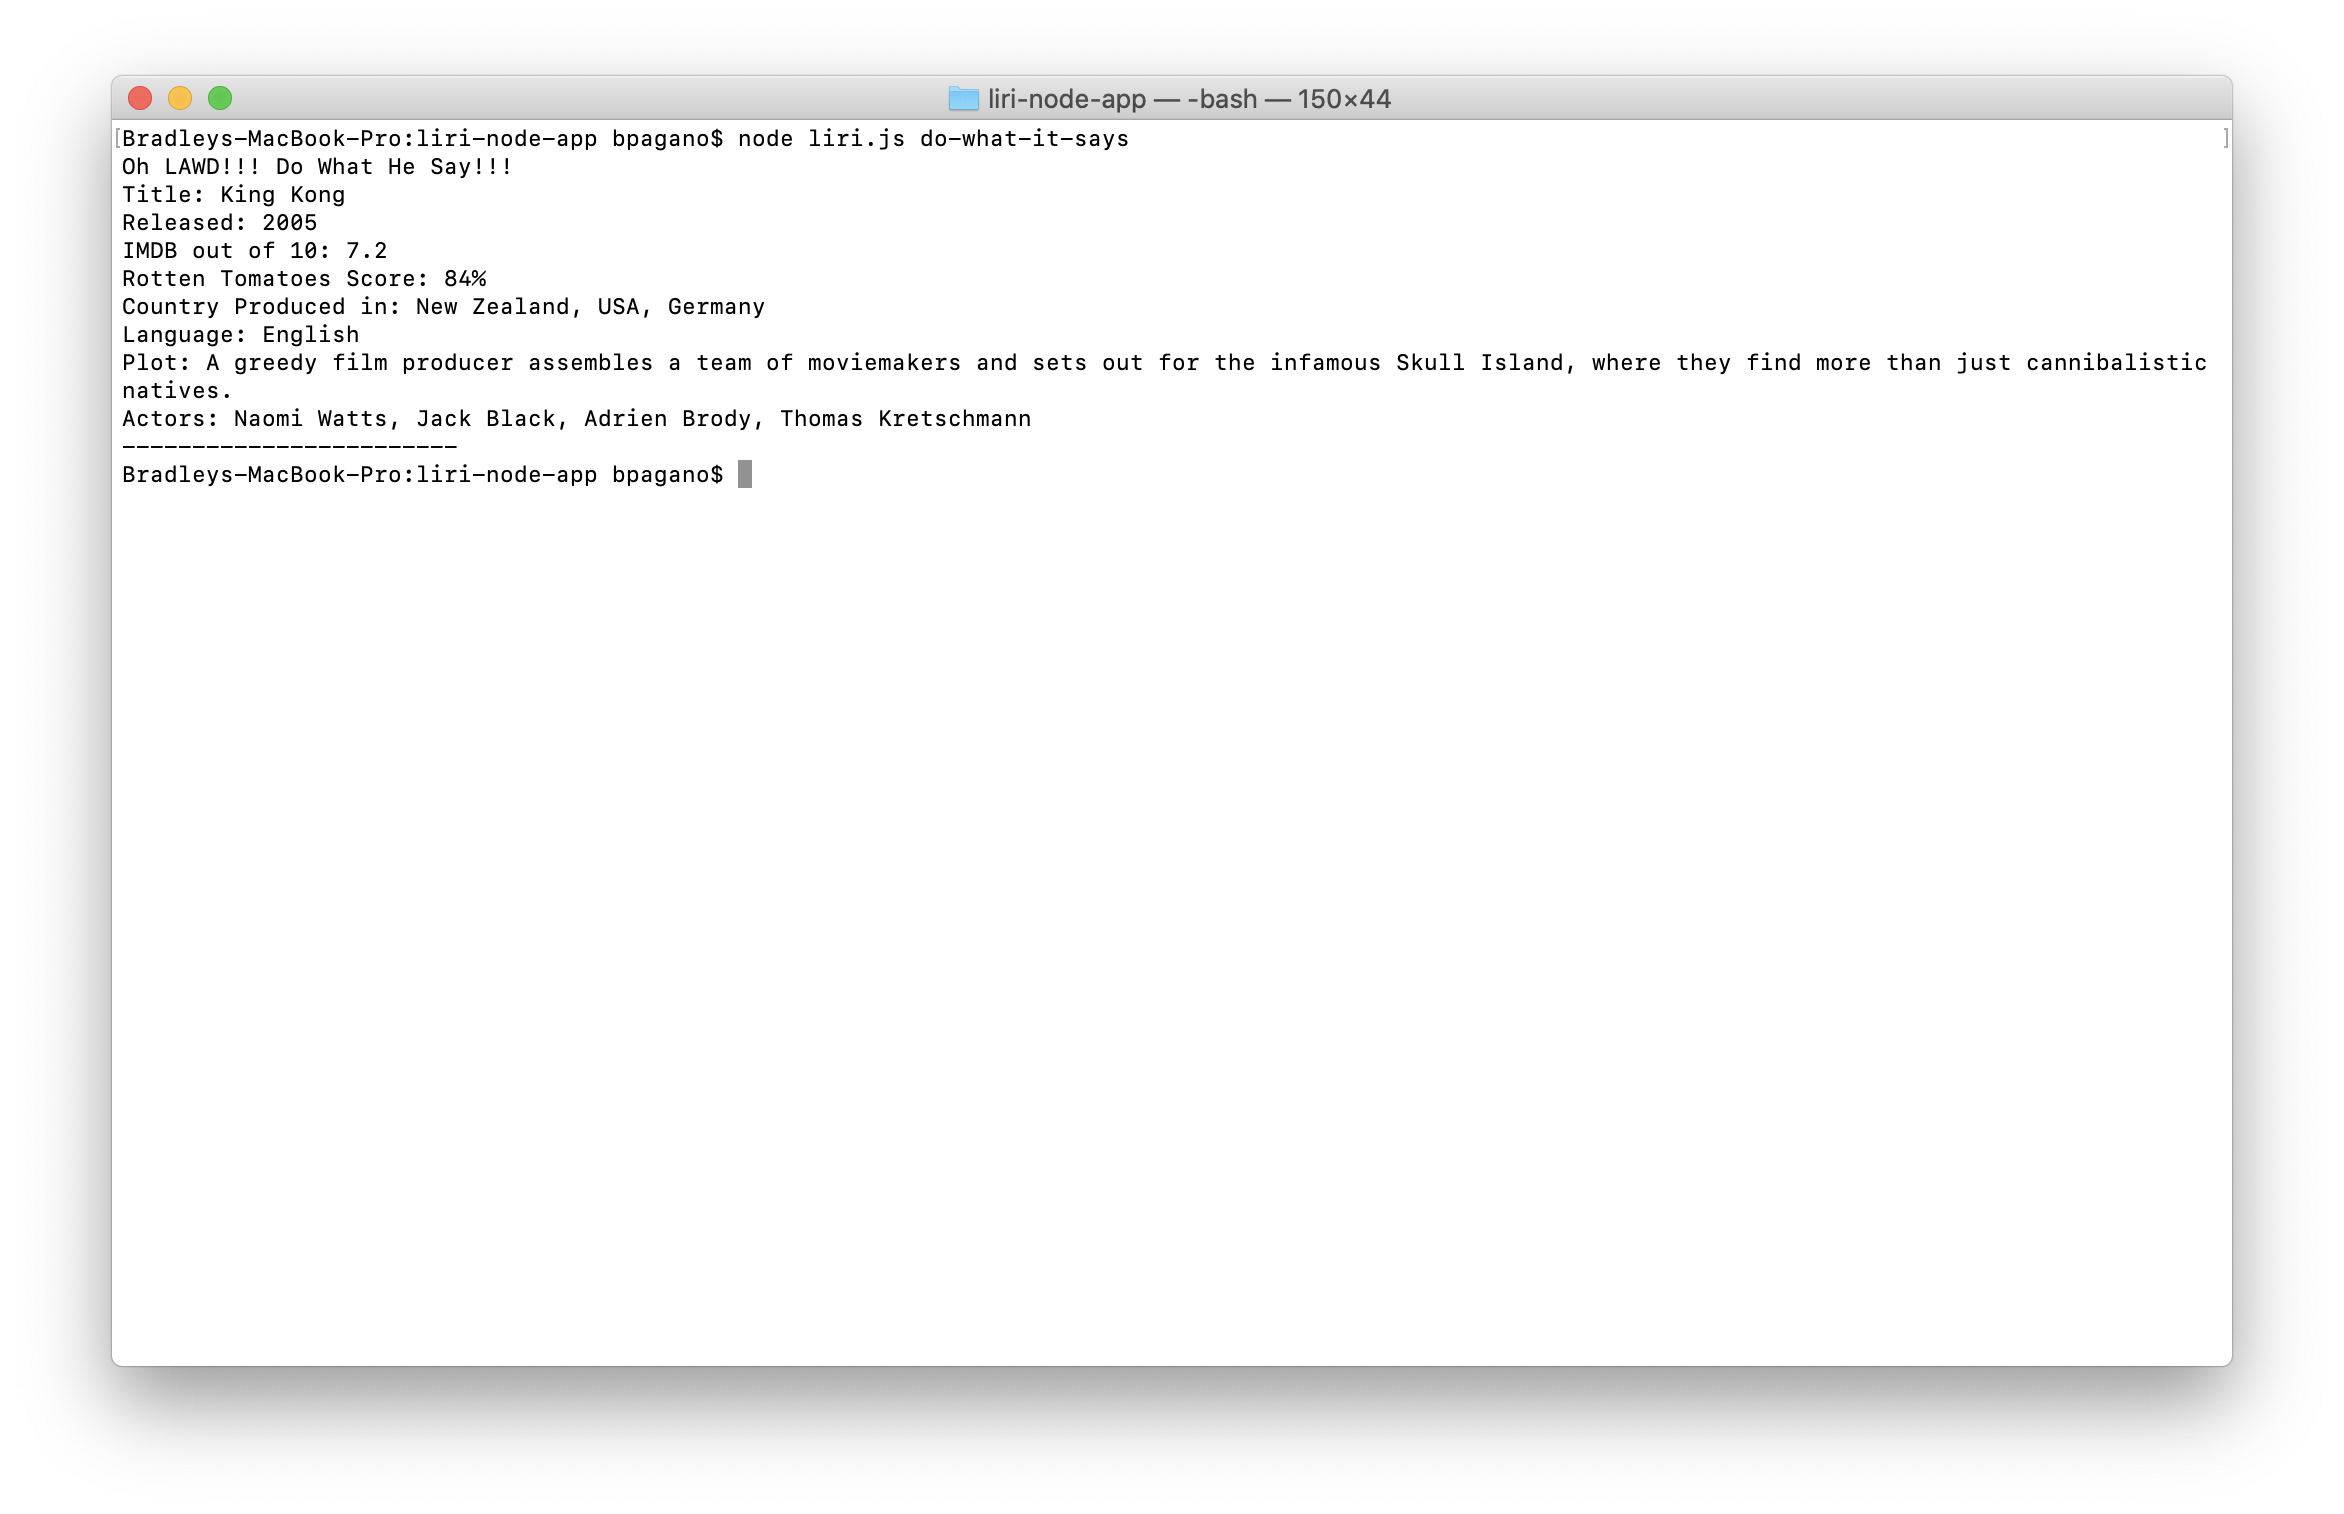 liri-node-app — -bash — 150×44
[Bradleys-MacBook-Pro:liri-node-app bpagano$ node liri.js do-what-it-says ]
Oh LAWD!!! Do What He Say!!!
Title: King Kong
Released: 2005
IMDB out of 10: 7.2
Rotten Tomatoes Score: 84%
Country Produced in: New Zealand, USA, Germany
Language: English
Plot: A greedy film producer assembles a team of moviemakers and sets out for the infamous Skull Island, where they find more than just cannibalistic
natives.
Actors: Naomi Watts, Jack Black, Adrien Brody, Thomas Kretschmann
------------------------
Bradleys-MacBook-Pro:liri-node-app bpagano$